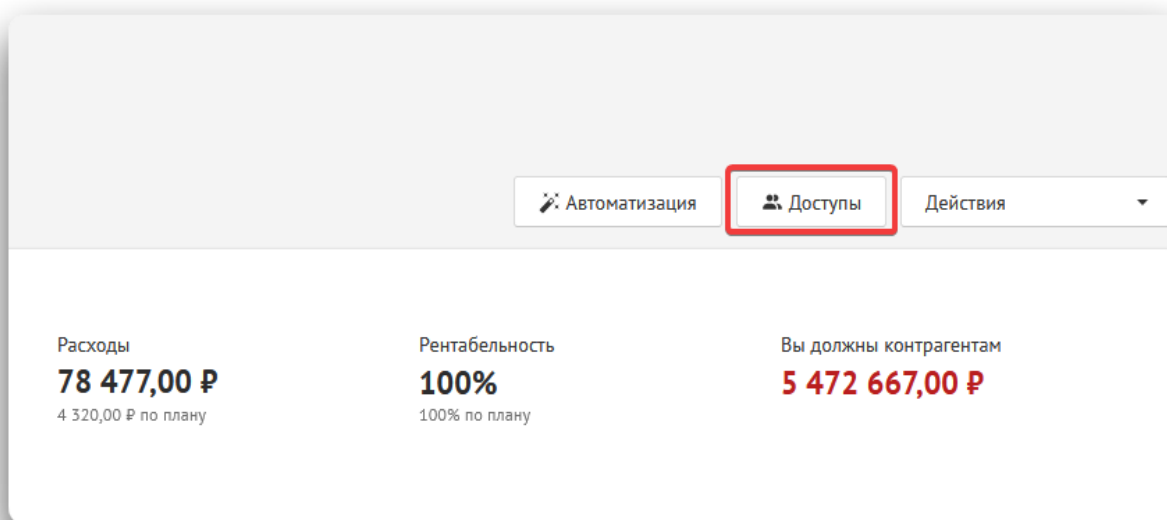 Автоматизация Доступы Действия
Расходы Рентабельность Вы должны контрагентам
78 477,00 ₽ 100% 5 472 667,00 ₽
4 320,00 ₽ по плану 100% по плану